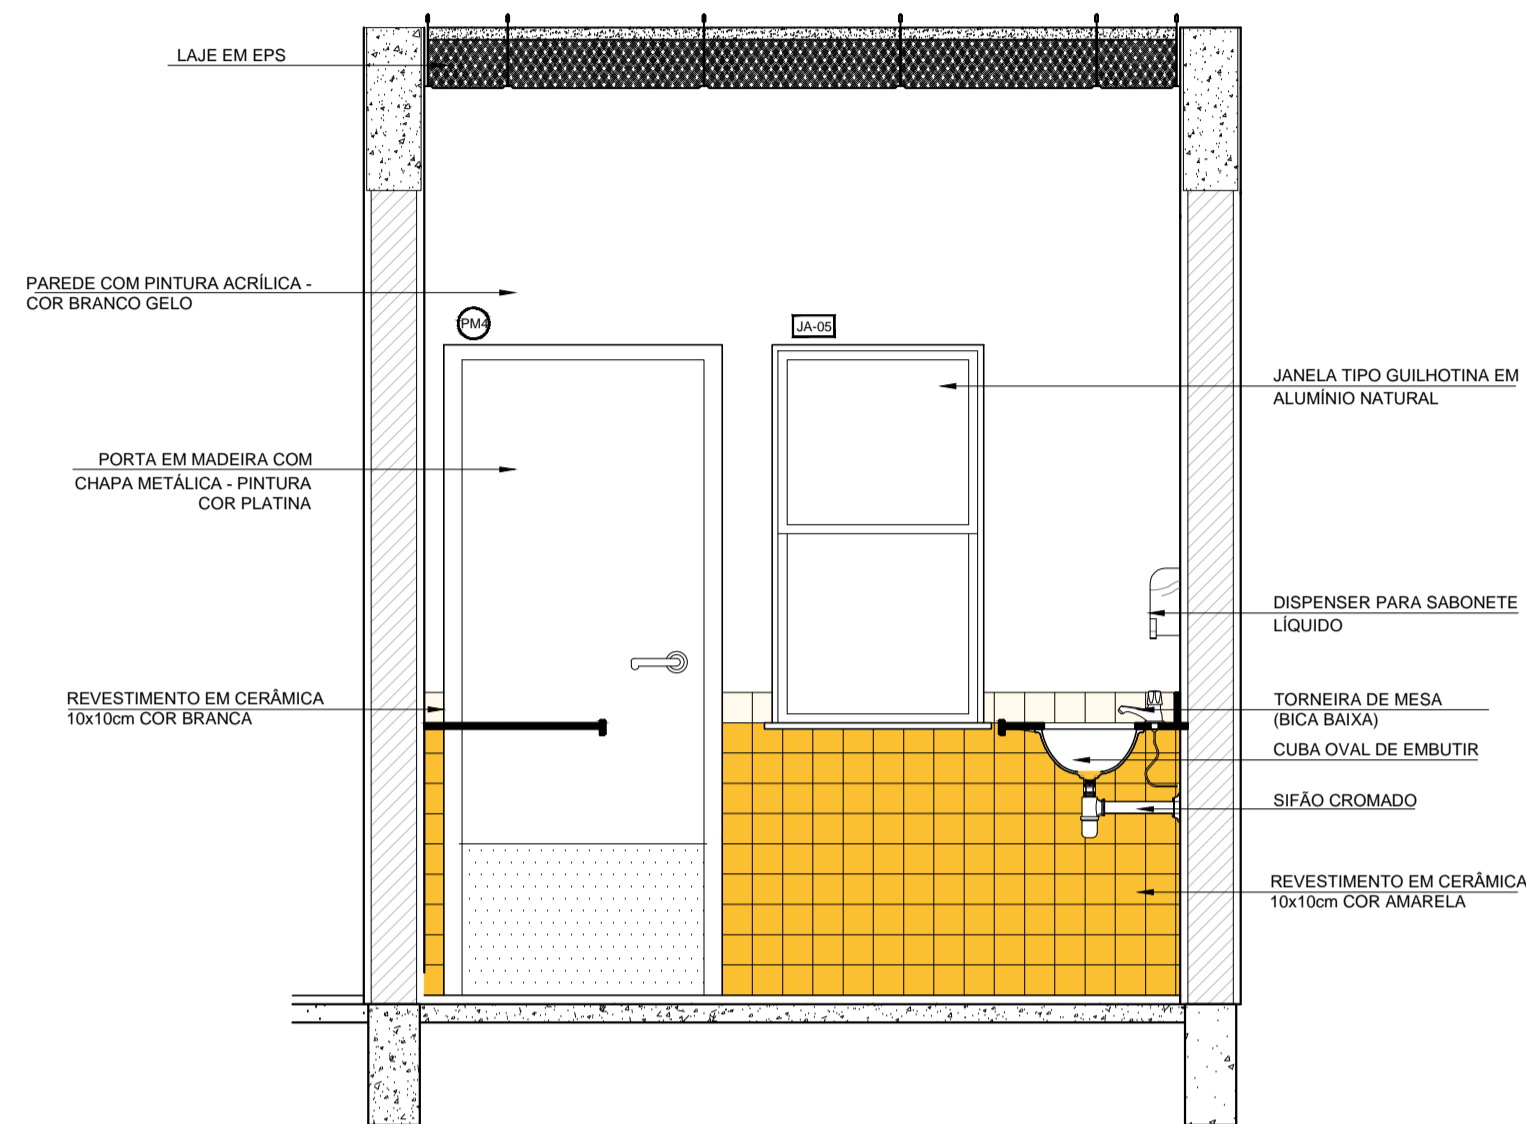 LAJE EM EPS
PAREDE COM PINTURA ACRÍLICA -
COR BRANCO GELO
PM4
JA-05
JANELA TIPO GUILHOTINA EM
ALUMÍNIO NATURAL
PORTA EM MADEIRA COM
CHAPA METÁLICA - PINTURA
COR PLATINA
DISPENSER PARA SABONETE
LÍQUIDO
REVESTIMENTO EM CERÂMICA
10x10cm COR BRANCA
TORNEIRA DE MESA
(BICA BAIXA)
CUBA OVAL DE EMBUTIR
SIFÃO CROMADO
REVESTIMENTO EM CERÂMICA
10x10cm COR AMARELA